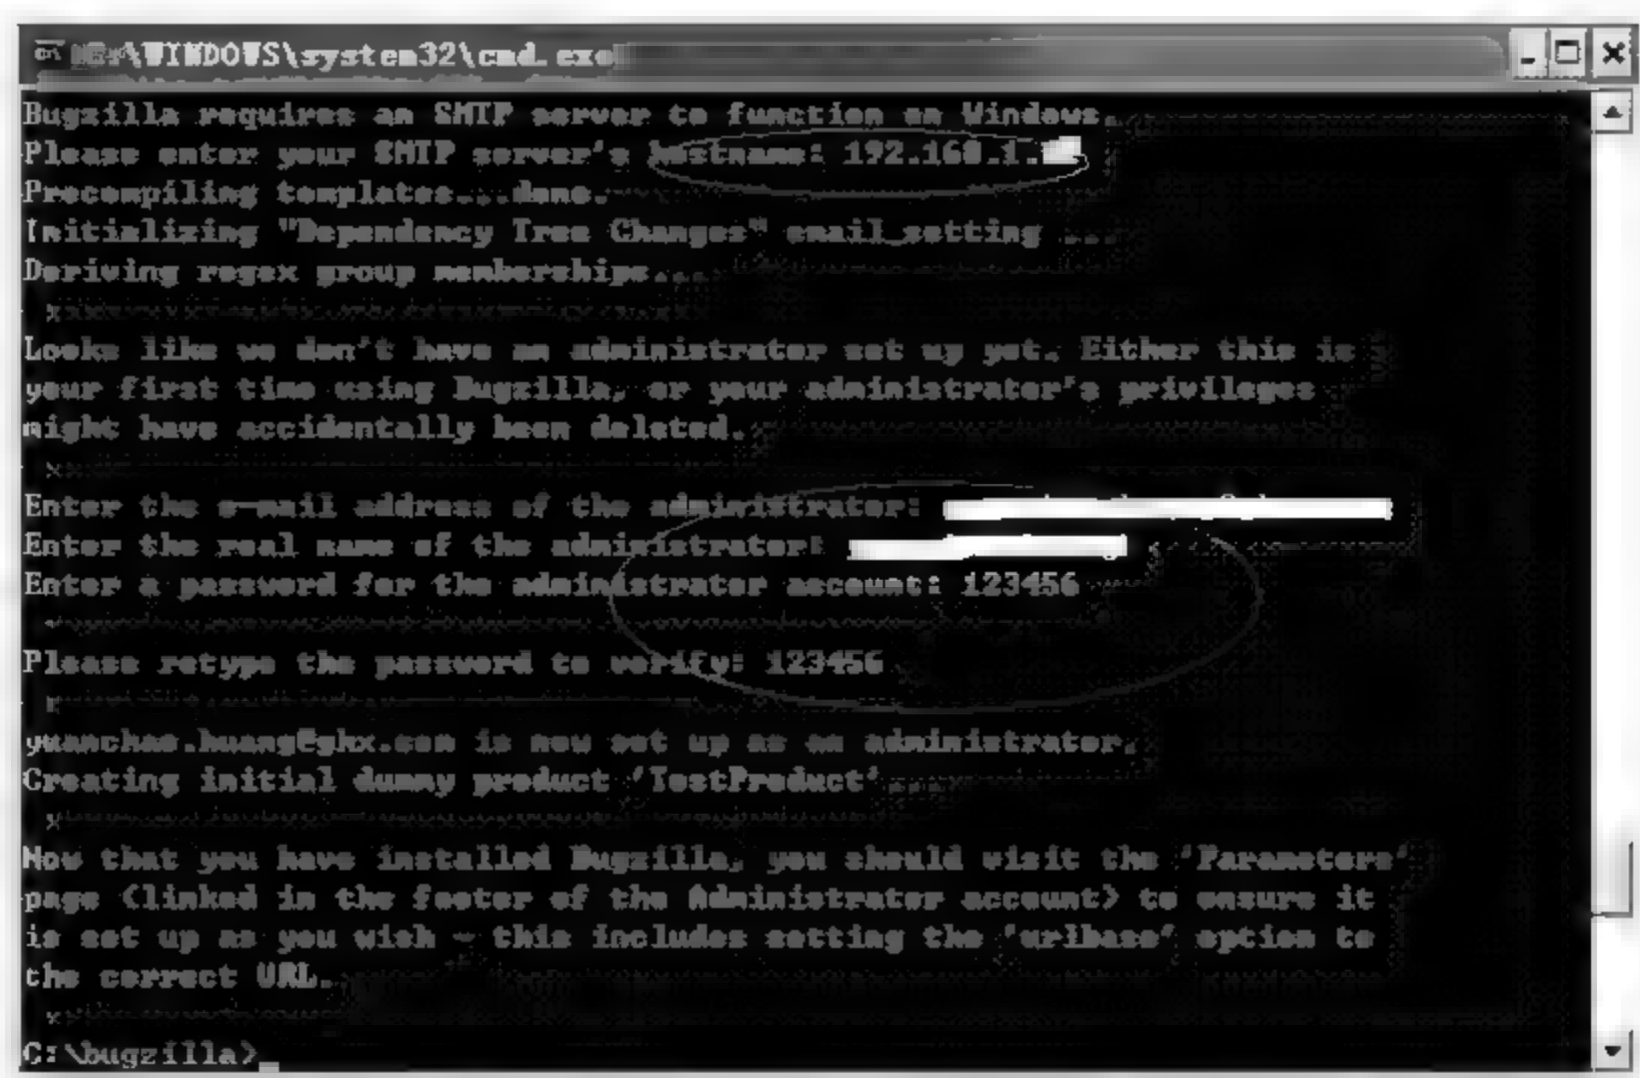 C:\WINDOWS\system32\cmd.exe
Bugzilla requires an SMTP server to function on Windows.
Please enter your SMTP server's hostname: 192.168.1.
Precompiling templates...done.
Initializing "Dependency Tree Changes" email_setting ...
Deriving regex group memberships...
Looks like we don't have an administrator set up yet. Either this is
your first time using Bugzilla, or your administrator's privileges
might have accidentally been deleted.
Enter the e-mail address of the administrator:
Enter the real name of the administrator:
Enter a password for the administrator account: 123456
Please retype the password to verify: 123456
yuanchao.huang@ghx.com is now set up as an administrator.
Creating initial dummy product 'TestProduct' ...
Now that you have installed Bugzilla, you should visit the 'Parameters'
page (linked in the footer of the Administrator account) to ensure it
is set up as you wish - this includes setting the 'urlbase' option to
the correct URL.
C:\bugzilla>_